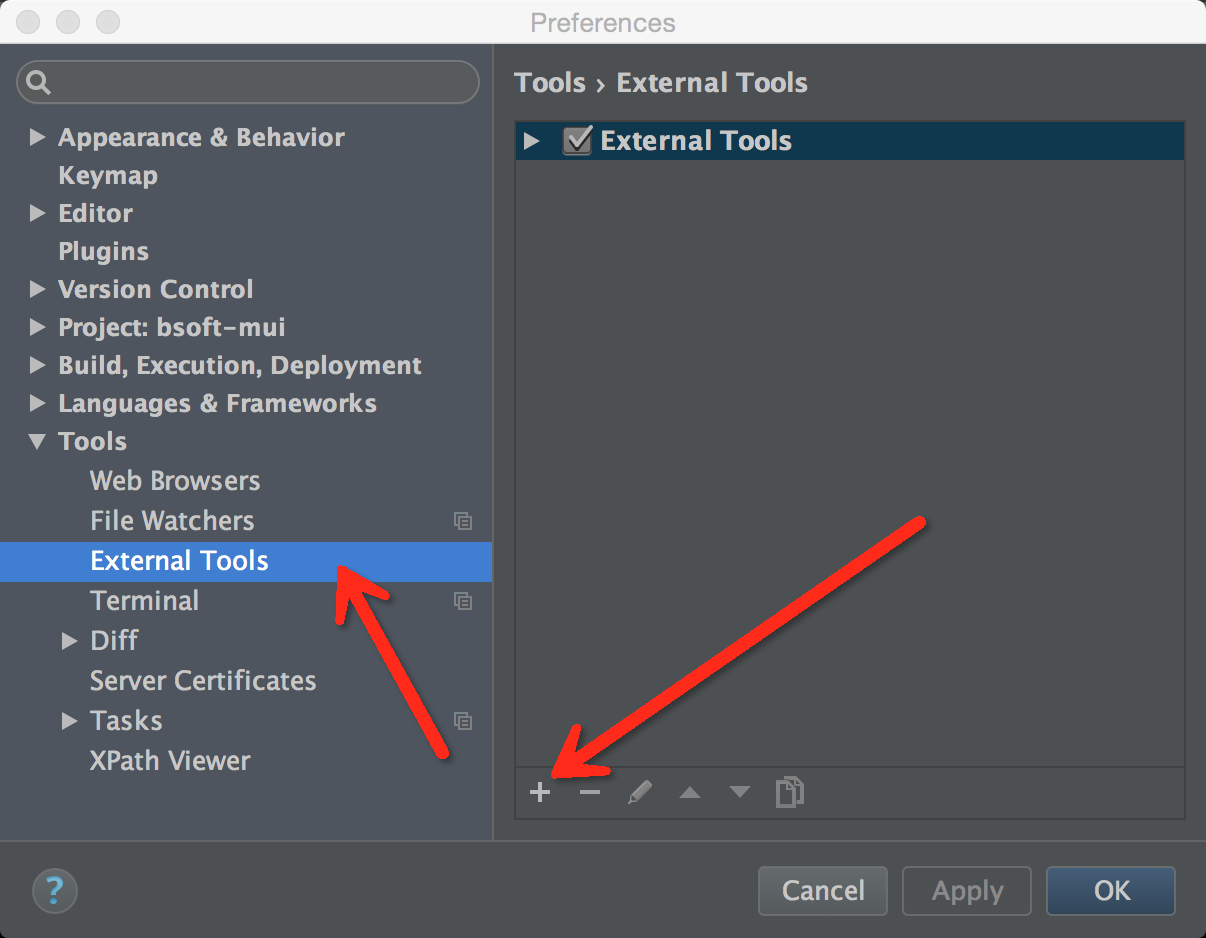 Preferences
Appearance & Behavior
Keymap
Editor
Plugins
Version Control
Project: bsoft-mui
Build, Execution, Deployment
Languages & Frameworks
Tools
Web Browsers
File Watchers
External Tools
Terminal
Diff
Server Certificates
Tasks
XPath Viewer
Tools › External Tools
External Tools
?
Cancel
Apply
OK